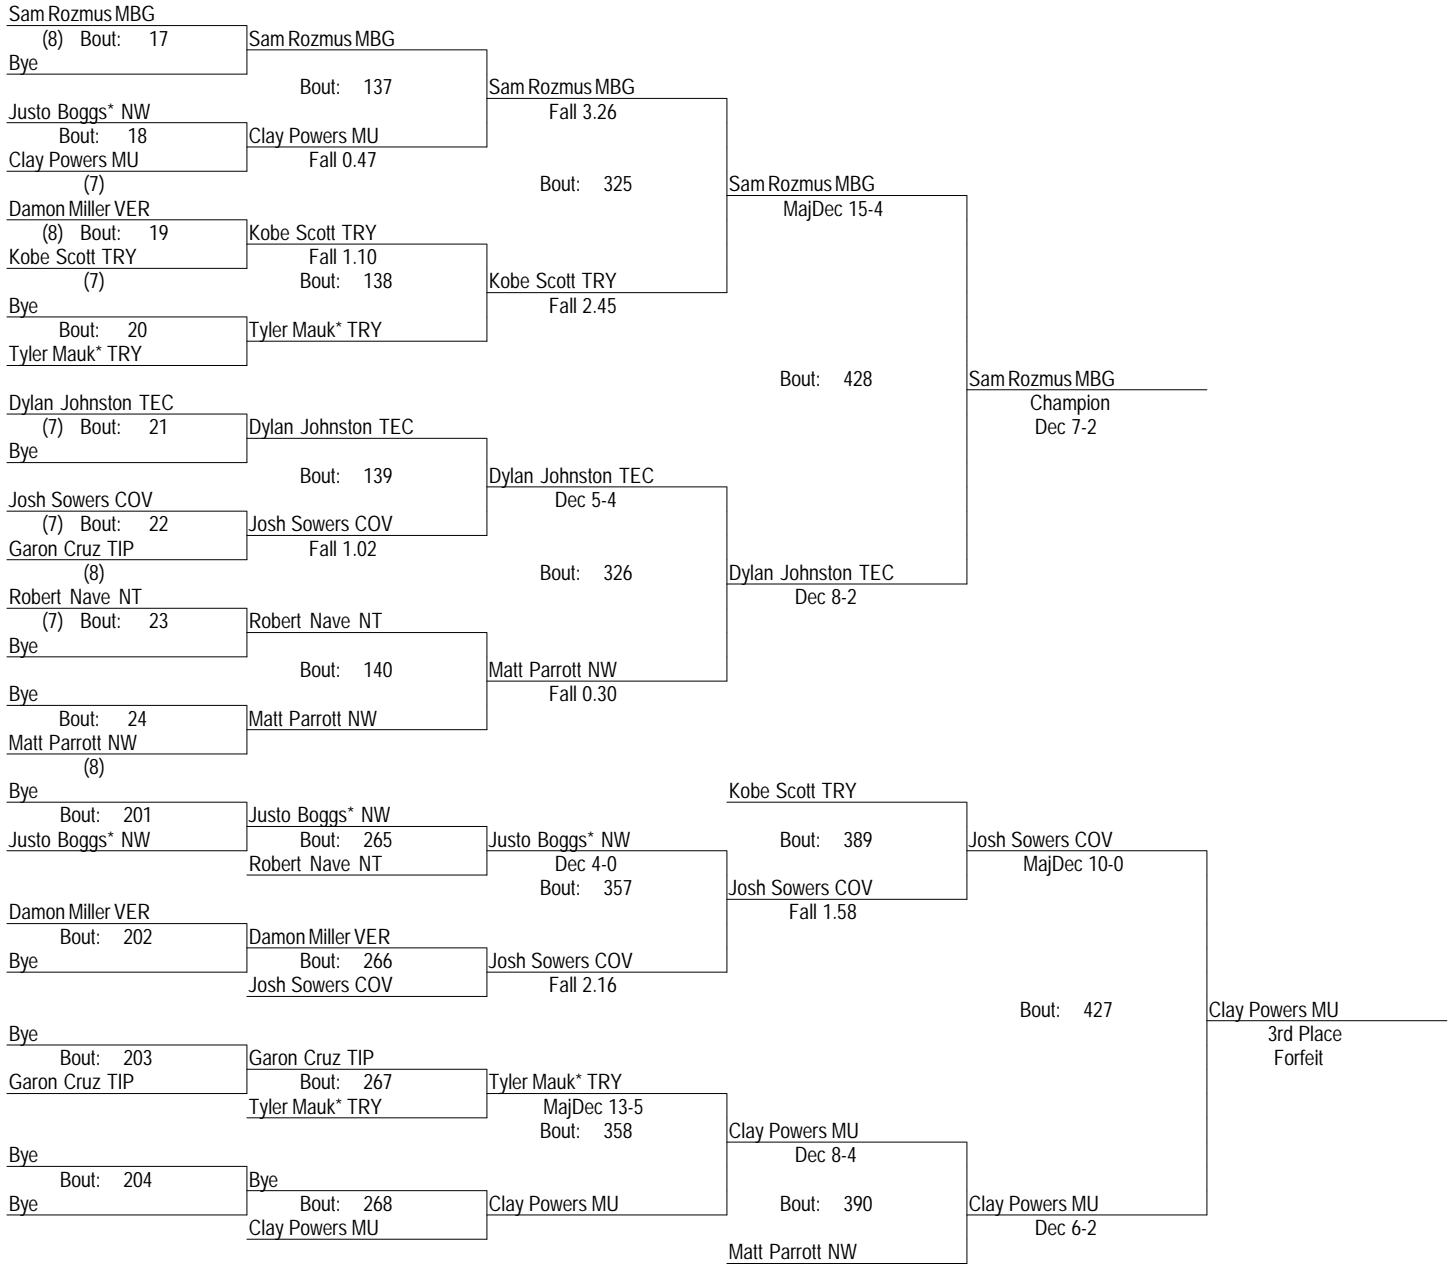 Sam Rozmus MBG
(8) Bout: 17
Sam Rozmus MBG
Bye
Bout: 137
Sam Rozmus MBG
Justo Boggs* NW
Fall 3.26
Bout: 18
Clay Powers MU
Clay Powers MU
Fall 0.47
(7)
Bout: 325
Sam Rozmus MBG
Damon Miller VER
MajDec 15-4
(8) Bout: 19
Kobe Scott TRY
Kobe Scott TRY
Fall 1.10
(7)
Bout: 138
Kobe Scott TRY
Bye
Fall 2.45
Bout: 20
Tyler Mauk* TRY
Tyler Mauk* TRY
Bout: 428
Sam Rozmus MBG
Dylan Johnston TEC
Champion
(7) Bout: 21
Dylan Johnston TEC
Dec 7-2
Bye
Bout: 139
Dylan Johnston TEC
Josh Sowers COV
Dec 5-4
(7) Bout: 22
Josh Sowers COV
Garon Cruz TIP
Fall 1.02
(8)
Bout: 326
Dylan Johnston TEC
Robert Nave NT
Dec 8-2
(7) Bout: 23
Robert Nave NT
Bye
Bout: 140
Matt Parrott NW
Bye
Fall 0.30
Bout: 24
Matt Parrott NW
Matt Parrott NW
(8)
Bye
Kobe Scott TRY
Bout: 201
Justo Boggs* NW
Justo Boggs* NW
Bout: 265
Justo Boggs* NW
Bout: 389
Josh Sowers COV
Robert Nave NT
Dec 4-0
MajDec 10-0
Bout: 357
Josh Sowers COV
Damon Miller VER
Fall 1.58
Bout: 202
Damon Miller VER
Bye
Bout: 266
Josh Sowers COV
Josh Sowers COV
Fall 2.16
Bout: 427
Clay Powers MU
Bye
3rd Place
Bout: 203
Garon Cruz TIP
Forfeit
Garon Cruz TIP
Bout: 267
Tyler Mauk* TRY
Tyler Mauk* TRY
MajDec 13-5
Bout: 358
Clay Powers MU
Bye
Dec 8-4
Bout: 204
Bye
Bye
Bout: 268
Clay Powers MU
Bout: 390
Clay Powers MU
Clay Powers MU
Dec 6-2
Matt Parrott NW